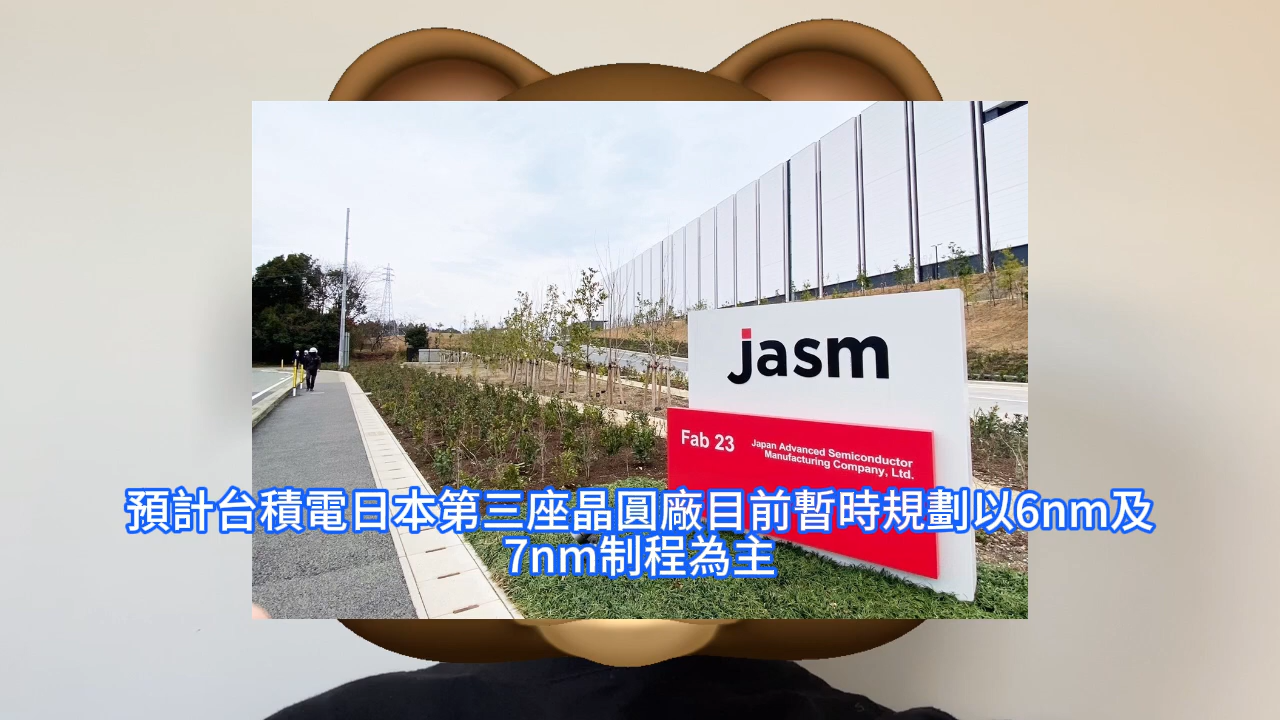 jasm
Fab 23
Japan Advanced Semiconductor
Manufacturing Company, Ltd.
預計台積電日本第三座晶圓廠目前暫時規劃以6nm及
7nm制程為主